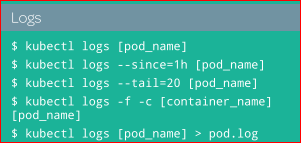 Logs
$ kubectl logs [pod_name]
$ kubectl logs --since=1h [pod_name]
$ kubectl logs --tail=20 [pod_name]
$ kubectl logs -f -c [container_name]
[pod_name]
$ kubectl logs [pod_name] > pod.log